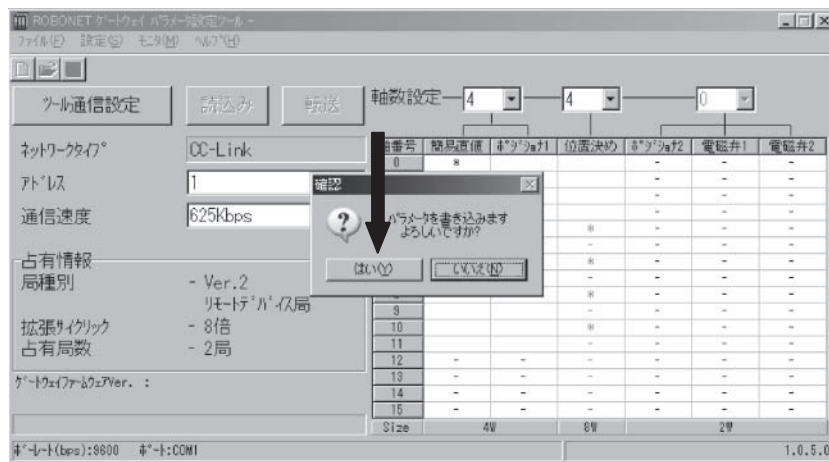 ROBONET ゲートウェイ パラメータ設定ツール -
ファイル(F) 設定(S) モニタ(M) ヘルプ(H)
ツール通信設定 読込み 転送
軸数設定 4 4 0
ネットワークタイプ CC-Link
アドレス 1
通信速度 625Kbps
占有情報
局種別 - Ver.2
リモートデバイス局
拡張サイクリック - 8倍
占有局数 - 2局
ゲートウェイファームウェアVer. :
軸番号 簡易直値 ポジショナ1 位置決め ポジショナ2 電磁弁1 電磁弁2
0 * - - -
確認
パラメータを書き込みます
よろしいですか?
はい(Y) いいえ(N)
* - - -
- - - -
* - - -
- - - -
* - - -
9 - - - -
10 * - - -
11 - - - -
12 - - - - - -
13 - - - - - -
14 - - - - - -
15 - - - - - -
Size 4W 8W 2W
ボーレート(bps):9600 ポート:COM1 1.0.5.0